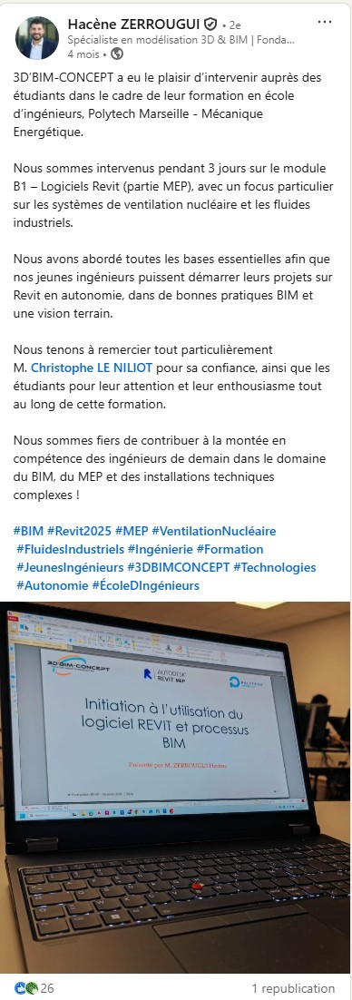 Hacène ZERROUGUI • 2e
Spécialiste en modélisation 3D & BIM | Fonda...
4 mois •
3D'BIM-CONCEPT a eu le plaisir d'intervenir auprès des
étudiants dans le cadre de leur formation en école
d'ingénieurs, Polytech Marseille - Mécanique
Energétique.
Nous sommes intervenus pendant 3 jours sur le module
B1 – Logiciels Revit (partie MEP), avec un focus particulier
sur les systèmes de ventilation nucléaire et les fluides
industriels.
Nous avons abordé toutes les bases essentielles afin que
nos jeunes ingénieurs puissent démarrer leurs projets sur
Revit en autonomie, dans de bonnes pratiques BIM et
une vision terrain.
Nous tenons à remercier tout particulièrement
M. Christophe LE NILIOT pour sa confiance, ainsi que les
étudiants pour leur attention et leur enthousiasme tout
au long de cette formation.
Nous sommes fiers de contribuer à la montée en
compétence des ingénieurs de demain dans le domaine
du BIM, du MEP et des installations techniques
complexes !
#BIM #Revit2025 #MEP #VentilationNucléaire
#FluidesIndustriels #Ingénierie #Formation
#JeunesIngénieurs #3DBIMCONCEPT #Technologies
#Autonomie #ÉcoleDIngénieurs
3D'BIM-CONCEPT
AUTODESK
REVIT MEP
POLYTECH
Initiation à l'utilisation du
logiciel REVIT et processus
BIM
Présenté par M. ZERROUGUI Hacène
26
1 republication